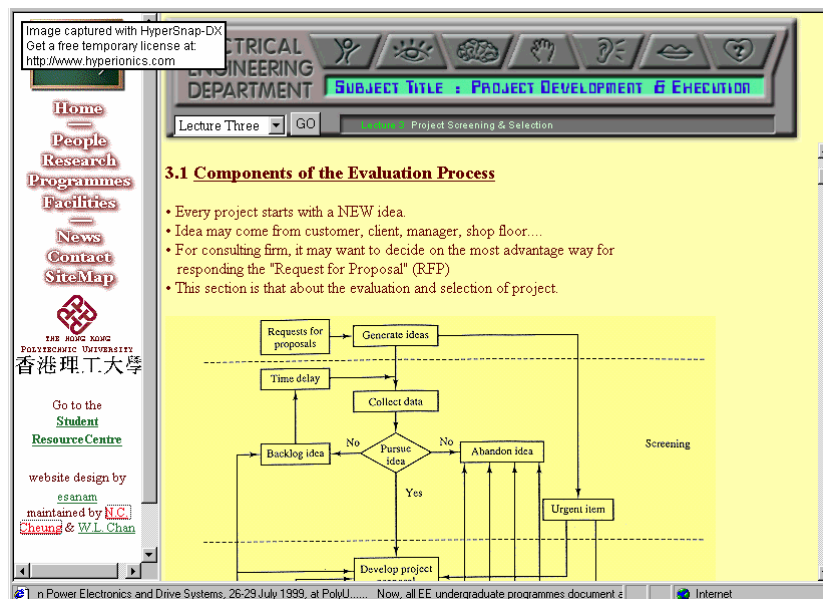 Image captured with HyperSnap-DX
Get a free temporary license at:
http://www.hyperionics.com
CTRICAL
ENGINEERING
DEPARTMENT
SUBJECT TITLE : PROJECT DEVELOPMENT & EXECUTION
Lecture Three
GO
Lecture 3 Project Screening & Selection
Home
People
Research
Programmes
Facilities
News
Contact
SiteMap
THE HONG KONG
POLYTECHNIC UNIVERSITY
香港理工大學
Go to the
Student
ResourceCentre
website design by
esanam
maintained by N.C.
Cheung & W.L. Chan
3.1 Components of the Evaluation Process
• Every project starts with a NEW idea.
• Idea may come from customer, client, manager, shop floor....
• For consulting firm, it may want to decide on the most advantage way for
responding the "Request for Proposal" (RFP)
• This section is that about the evaluation and selection of project.
Requests for
proposals
Generate ideas
Time delay
Collect data
Backlog idea
No
Pursue
idea
No
Abandon idea
Screening
Yes
Urgent item
Develop project
n Power Electronics and Drive Systems, 26-29 July 1999, at PolyU...... Now, all EE undergraduate programmes document
Internet